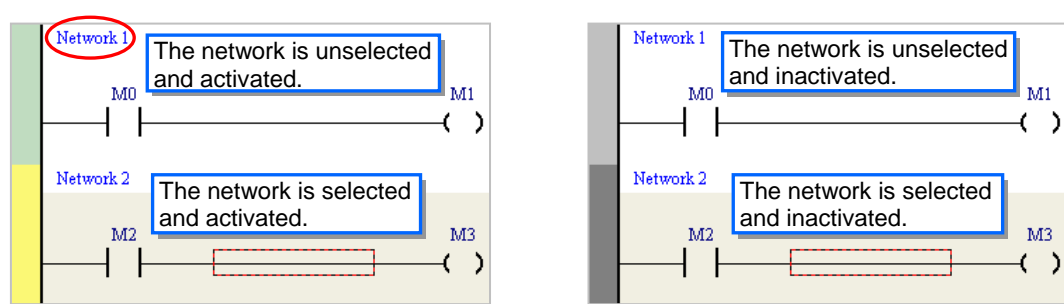 Network 1
The network is unselected
and activated.
M0
M1
Network 2
The network is selected
and activated.
M2
M3
Network 1
The network is unselected
and inactivated.
M0
M1
Network 2
The network is selected
and inactivated.
M2
M3